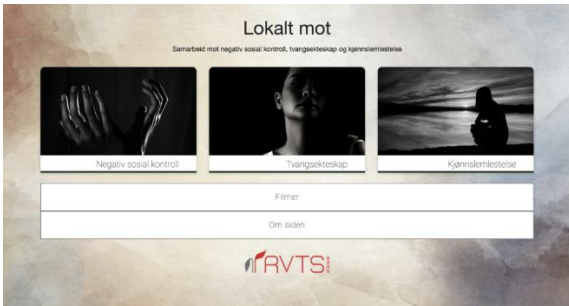 Lokalt mot
Samarbeid mot negativ sosial kontroll, tvangsekteskap og kjønnslemlestelse
Negativ sosial kontroll
Tvangsekteskap
Kjønnslemlestelse
Filmer
Om siden
RVTS